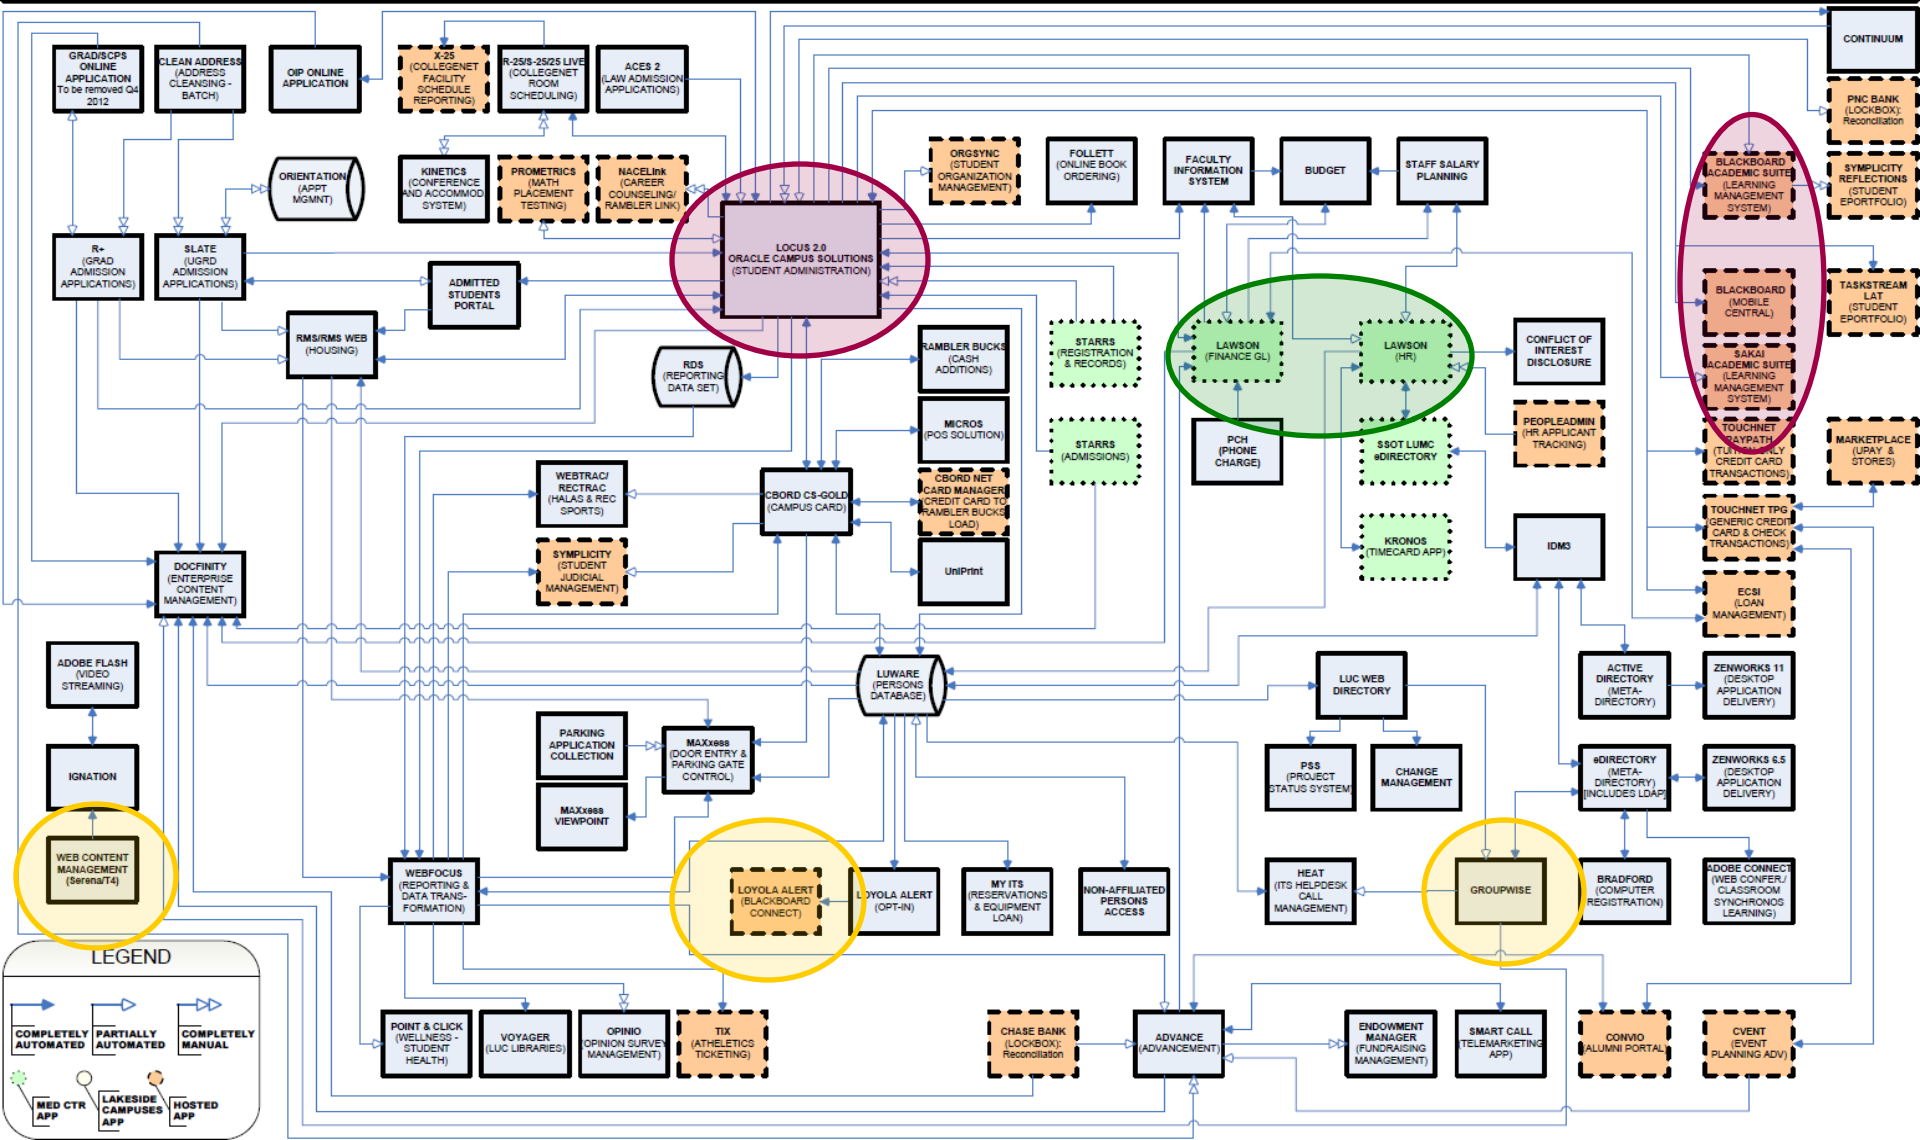 GRAD/SCPS
ONLINE
APPLICATION
To be removed Q4
2012
CLEAN ADDRESS
(ADDRESS
CLEANSING -
BATCH)
OIP ONLINE
APPLICATION
X-25
(COLLEGENET
FACILITY
SCHEDULE
REPORTING)
R-25/S-25/25 LIVE
(COLLEGENET
ROOM
SCHEDULING)
ACES 2
(LAW ADMISSION
APPLICATIONS)
CONTINUUM
PNC BANK
(LOCKBOX):
Reconciliation
ORIENTATION
(APPT
MGMNT)
KINETICS
(CONFERENCE
AND ACCOMMOD.
SYSTEM)
PROMETRICS
(MATH
PLACEMENT
TESTING)
NACELink
(CAREER
COUNSELING/
RAMBLER LINK)
ORGSYNC
(STUDENT
ORGANIZATION
MANAGEMENT)
FOLLETT
(ONLINE BOOK
ORDERING)
FACULTY
INFORMATION
SYSTEM
BUDGET
STAFF SALARY
PLANNING
BLACKBOARD
ACADEMIC SUITE
(LEARNING
MANAGEMENT
SYSTEM)
SYMPLICITY
REFLECTIONS
(STUDENT
EPORTFOLIO)
R+
(GRAD
ADMISSION
APPLICATIONS)
SLATE
(UGRD
ADMISSION
APPLICATIONS)
ADMITTED
STUDENTS
PORTAL
LOCUS 2.0
ORACLE CAMPUS SOLUTIONS
(STUDENT ADMINISTRATION)
BLACKBOARD
(MOBILE
CENTRAL)
TASKSTREAM
LAT
(STUDENT
EPORTFOLIO)
RMS/RMS WEB
(HOUSING)
RDS
(REPORTING
DATA SET)
RAMBLER BUCKS
(CASH
ADDITIONS)
STARRS
(REGISTRATION
& RECORDS)
LAWSON
(FINANCE GL)
LAWSON
(HR)
CONFLICT OF
INTEREST
DISCLOSURE
SAKAI
ACADEMIC SUITE
(LEARNING
MANAGEMENT
SYSTEM)
MICROS
(POS SOLUTION)
STARRS
(ADMISSIONS)
PCH
(PHONE
CHARGE)
SSOT LUMC
eDIRECTORY
PEOPLEADMIN
(HR APPLICANT
TRACKING)
TOUCHNET
PAYPATH
(TUITION ONLY
CREDIT CARD
TRANSACTIONS)
MARKETPLACE
(UPAY &
STORES)
WEBTRAC/
RECTRAC
(HALAS & REC
SPORTS)
CBORD CS-GOLD
(CAMPUS CARD)
CBORD NET
CARD MANAGER
(CREDIT CARD TO
RAMBLER BUCKS
LOAD)
TOUCHNET TPG
(GENERIC CREDIT
CARD & CHECK
TRANSACTIONS)
DOCFINITY
(ENTERPRISE
CONTENT
MANAGEMENT)
SYMPLICITY
(STUDENT
JUDICIAL
MANAGEMENT)
UniPrint
KRONOS
(TIMECARD APP)
IDM3
ECSI
(LOAN
MANAGEMENT)
ADOBE FLASH
(VIDEO
STREAMING)
LUWARE
(PERSONS
DATABASE)
LUC WEB
DIRECTORY
ACTIVE
DIRECTORY
(META-
DIRECTORY)
ZENWORKS 11
(DESKTOP
APPLICATION
DELIVERY)
IGNATION
PARKING
APPLICATION
COLLECTION
MAXxess
(DOOR ENTRY &
PARKING GATE
CONTROL)
PSS
(PROJECT
STATUS SYSTEM)
CHANGE
MANAGEMENT
eDIRECTORY
(META-
DIRECTORY)
[INCLUDES LDAP]
ZENWORKS 6.5
(DESKTOP
APPLICATION
DELIVERY)
MAXxess
VIEWPOINT
WEB CONTENT
MANAGEMENT
(Serena/T4)
WEBFOCUS
(REPORTING &
DATA TRANS-
FORMATION)
LOYOLA ALERT
(BLACKBOARD
CONNECT)
LOYOLA ALERT
(OPT-IN)
MY ITS
(RESERVATIONS
& EQUIPMENT
LOAN)
NON-AFFILIATED
PERSONS
ACCESS
HEAT
(ITS HELPDESK
CALL
MANAGEMENT)
GROUPWISE
BRADFORD
(COMPUTER
REGISTRATION)
ADOBE CONNECT
(WEB CONFER./
CLASSROOM
SYNCHRONOS
LEARNING)
LEGEND
COMPLETELY
AUTOMATED
PARTIALLY
AUTOMATED
COMPLETELY
MANUAL
MED CTR
APP
LAKESIDE
CAMPUSES
APP
HOSTED
APP
POINT & CLICK
(WELLNESS -
STUDENT
HEALTH)
VOYAGER
(LUC LIBRARIES)
OPINIO
(OPINION SURVEY
MANAGEMENT)
TIX
(ATHELETICS
TICKETING)
CHASE BANK
(LOCKBOX):
Reconciliation
ADVANCE
(ADVANCEMENT)
ENDOWMENT
MANAGER
(FUNDRAISING
MANAGEMENT)
SMART CALL
(TELEMARKETING
APP)
CONVIO
(ALUMNI PORTAL)
CVENT
(EVENT
PLANNING ADV)